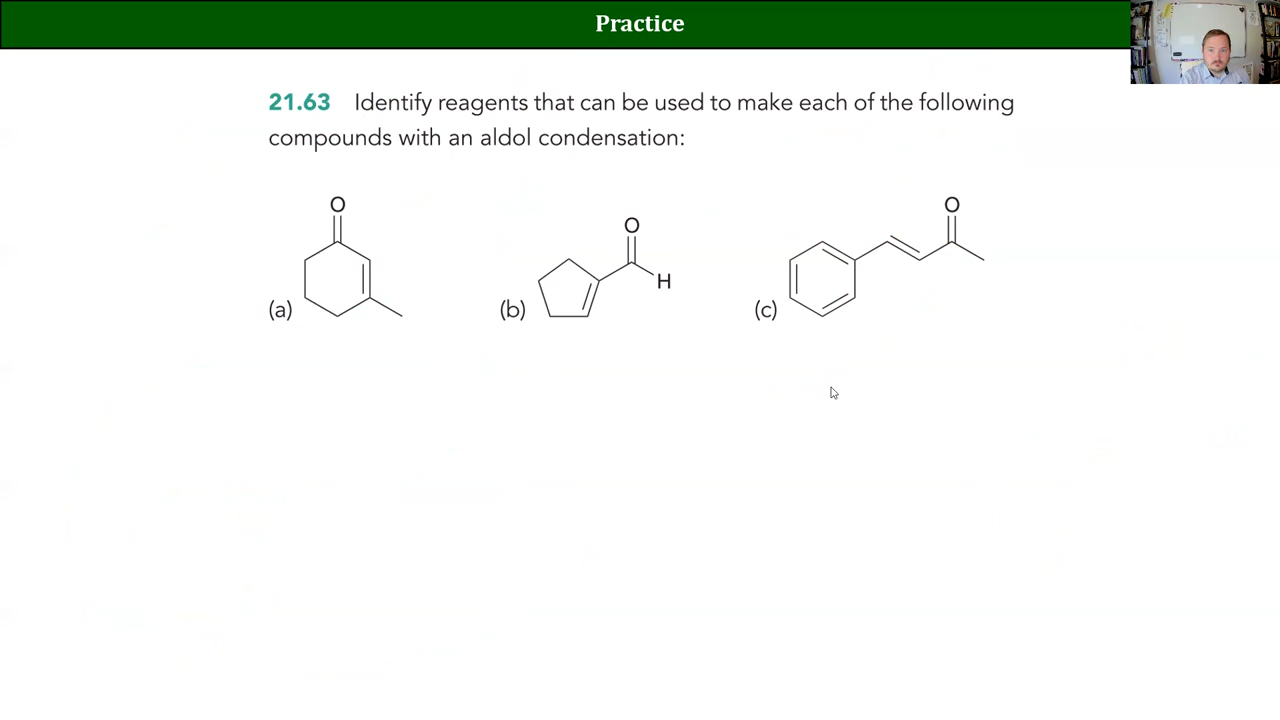 Practice
21.63 Identify reagents that can be used to make each of the following
compounds with an aldol condensation:
O O O
H
(a) (b) (c)